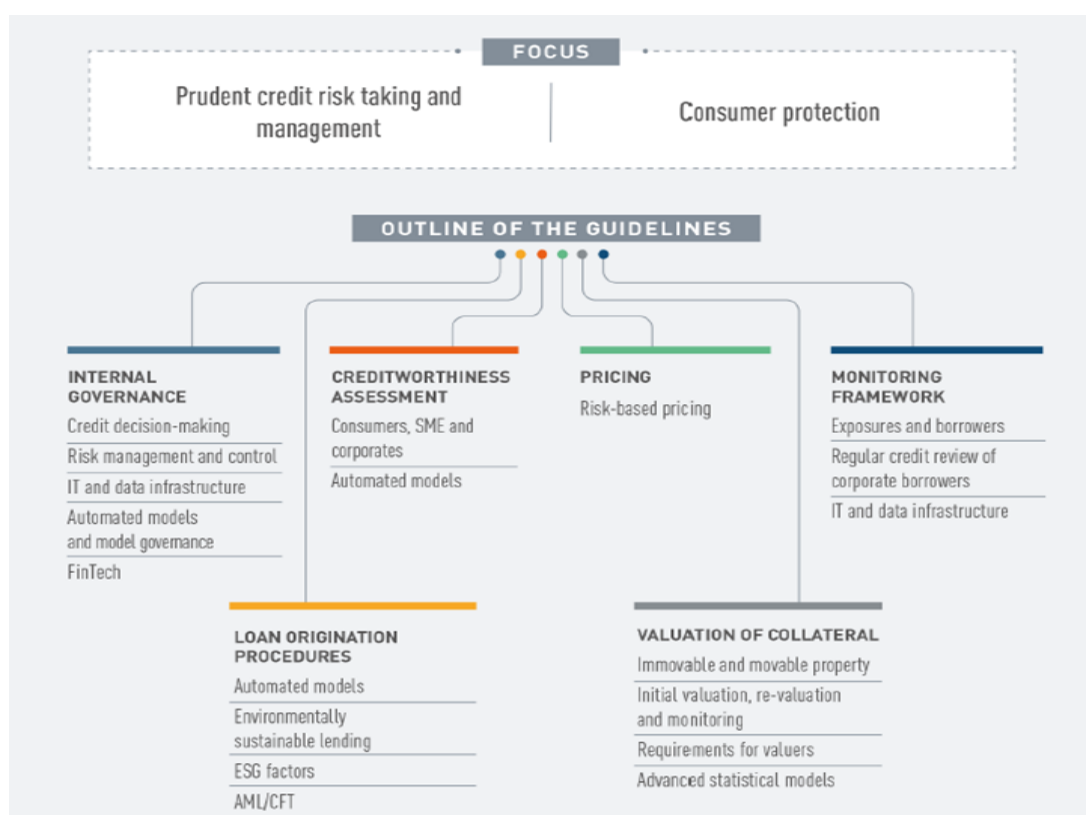 FOCUS
Prudent credit risk taking and
management
Consumer protection
OUTLINE OF THE GUIDELINES
INTERNAL
GOVERNANCE
Credit decision-making
Risk management and control
IT and data infrastructure
Automated models
and model governance
FinTech
CREDITWORTHINESS
ASSESSMENT
Consumers, SME and
corporates
Automated models
PRICING
Risk-based pricing
MONITORING
FRAMEWORK
Exposures and borrowers
Regular credit review of
corporate borrowers
IT and data infrastructure
LOAN ORIGINATION
PROCEDURES
Automated models
Environmentally
sustainable lending
ESG factors
AML/CFT
VALUATION OF COLLATERAL
Immovable and movable property
Initial valuation, re-valuation
and monitoring
Requirements for valuers
Advanced statistical models